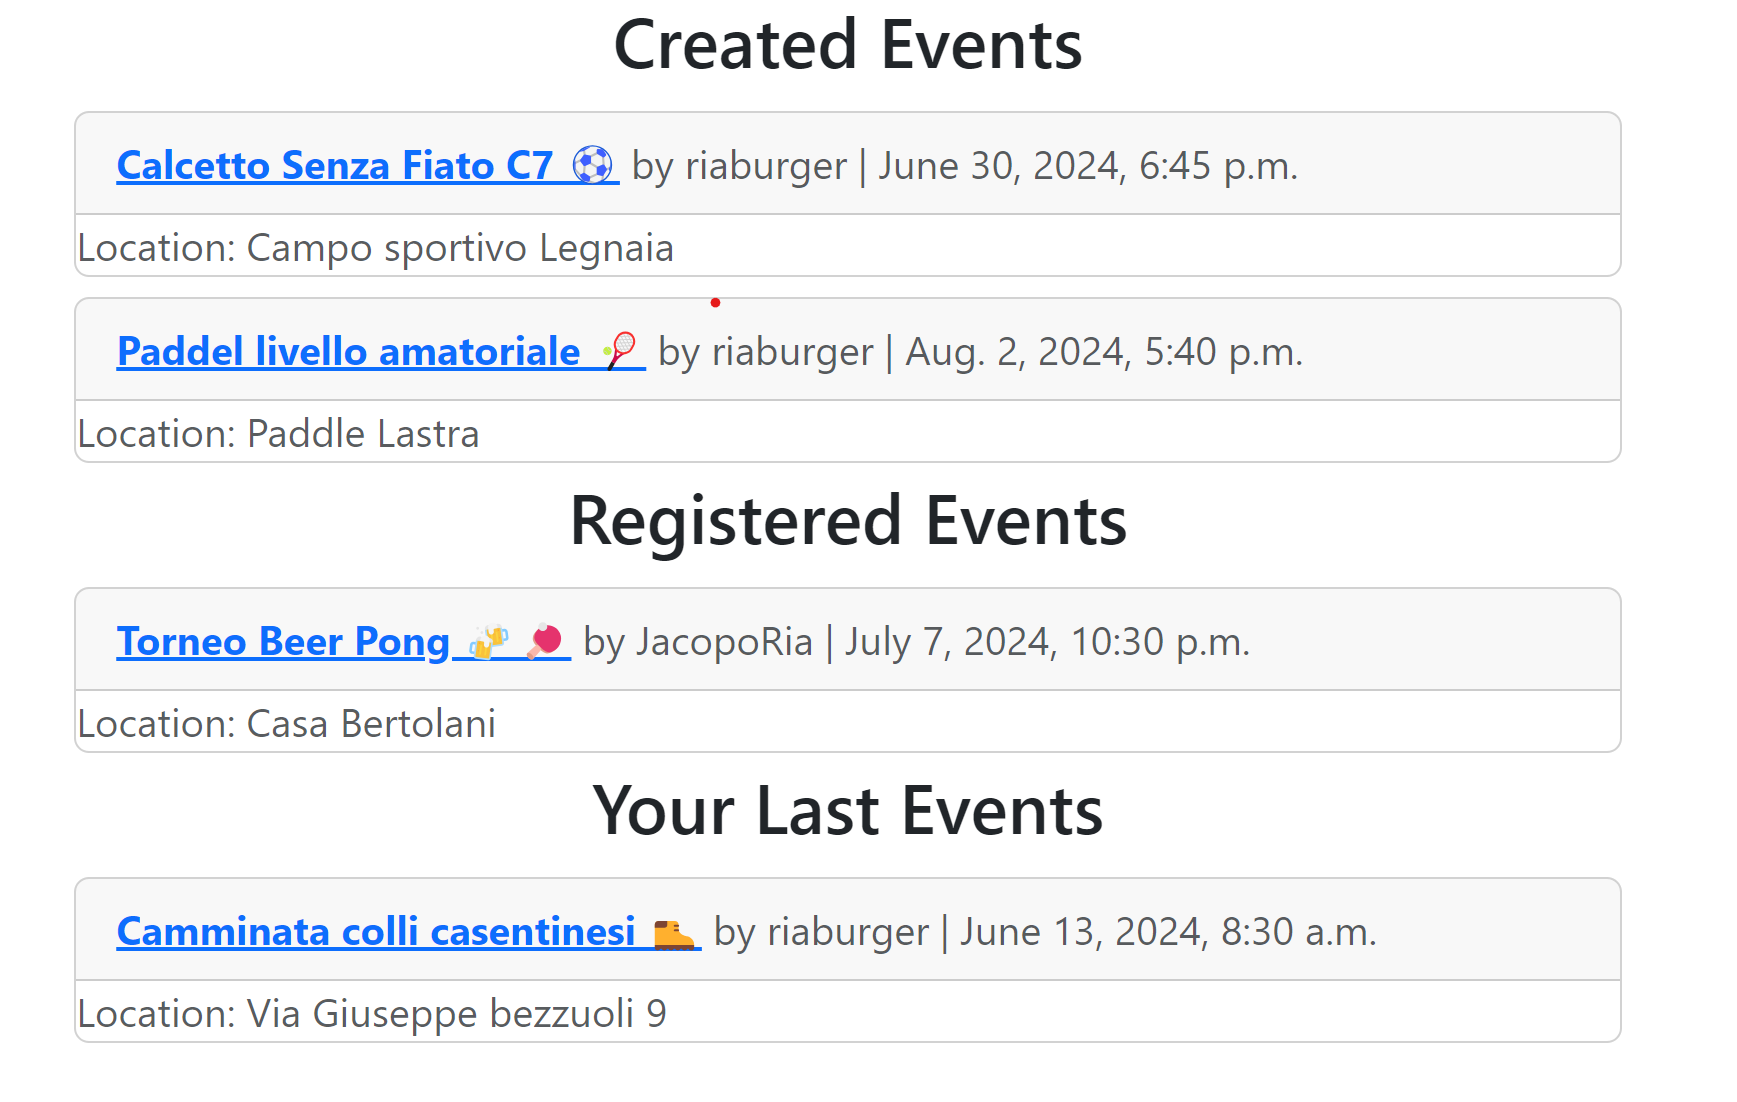 Created Events
Calcetto Senza Fiato C7 ⚽ by riaburger | June 30, 2024, 6:45 p.m.
Location: Campo sportivo Legnaia
Paddel livello amatoriale 🎾 by riaburger | Aug. 2, 2024, 5:40 p.m.
Location: Paddle Lastra
Registered Events
Torneo Beer Pong 🍻 🏓 by JacopoRia | July 7, 2024, 10:30 p.m.
Location: Casa Bertolani
Your Last Events
Camminata colli casentinesi 🥾 by riaburger | June 13, 2024, 8:30 a.m.
Location: Via Giuseppe bezzuoli 9